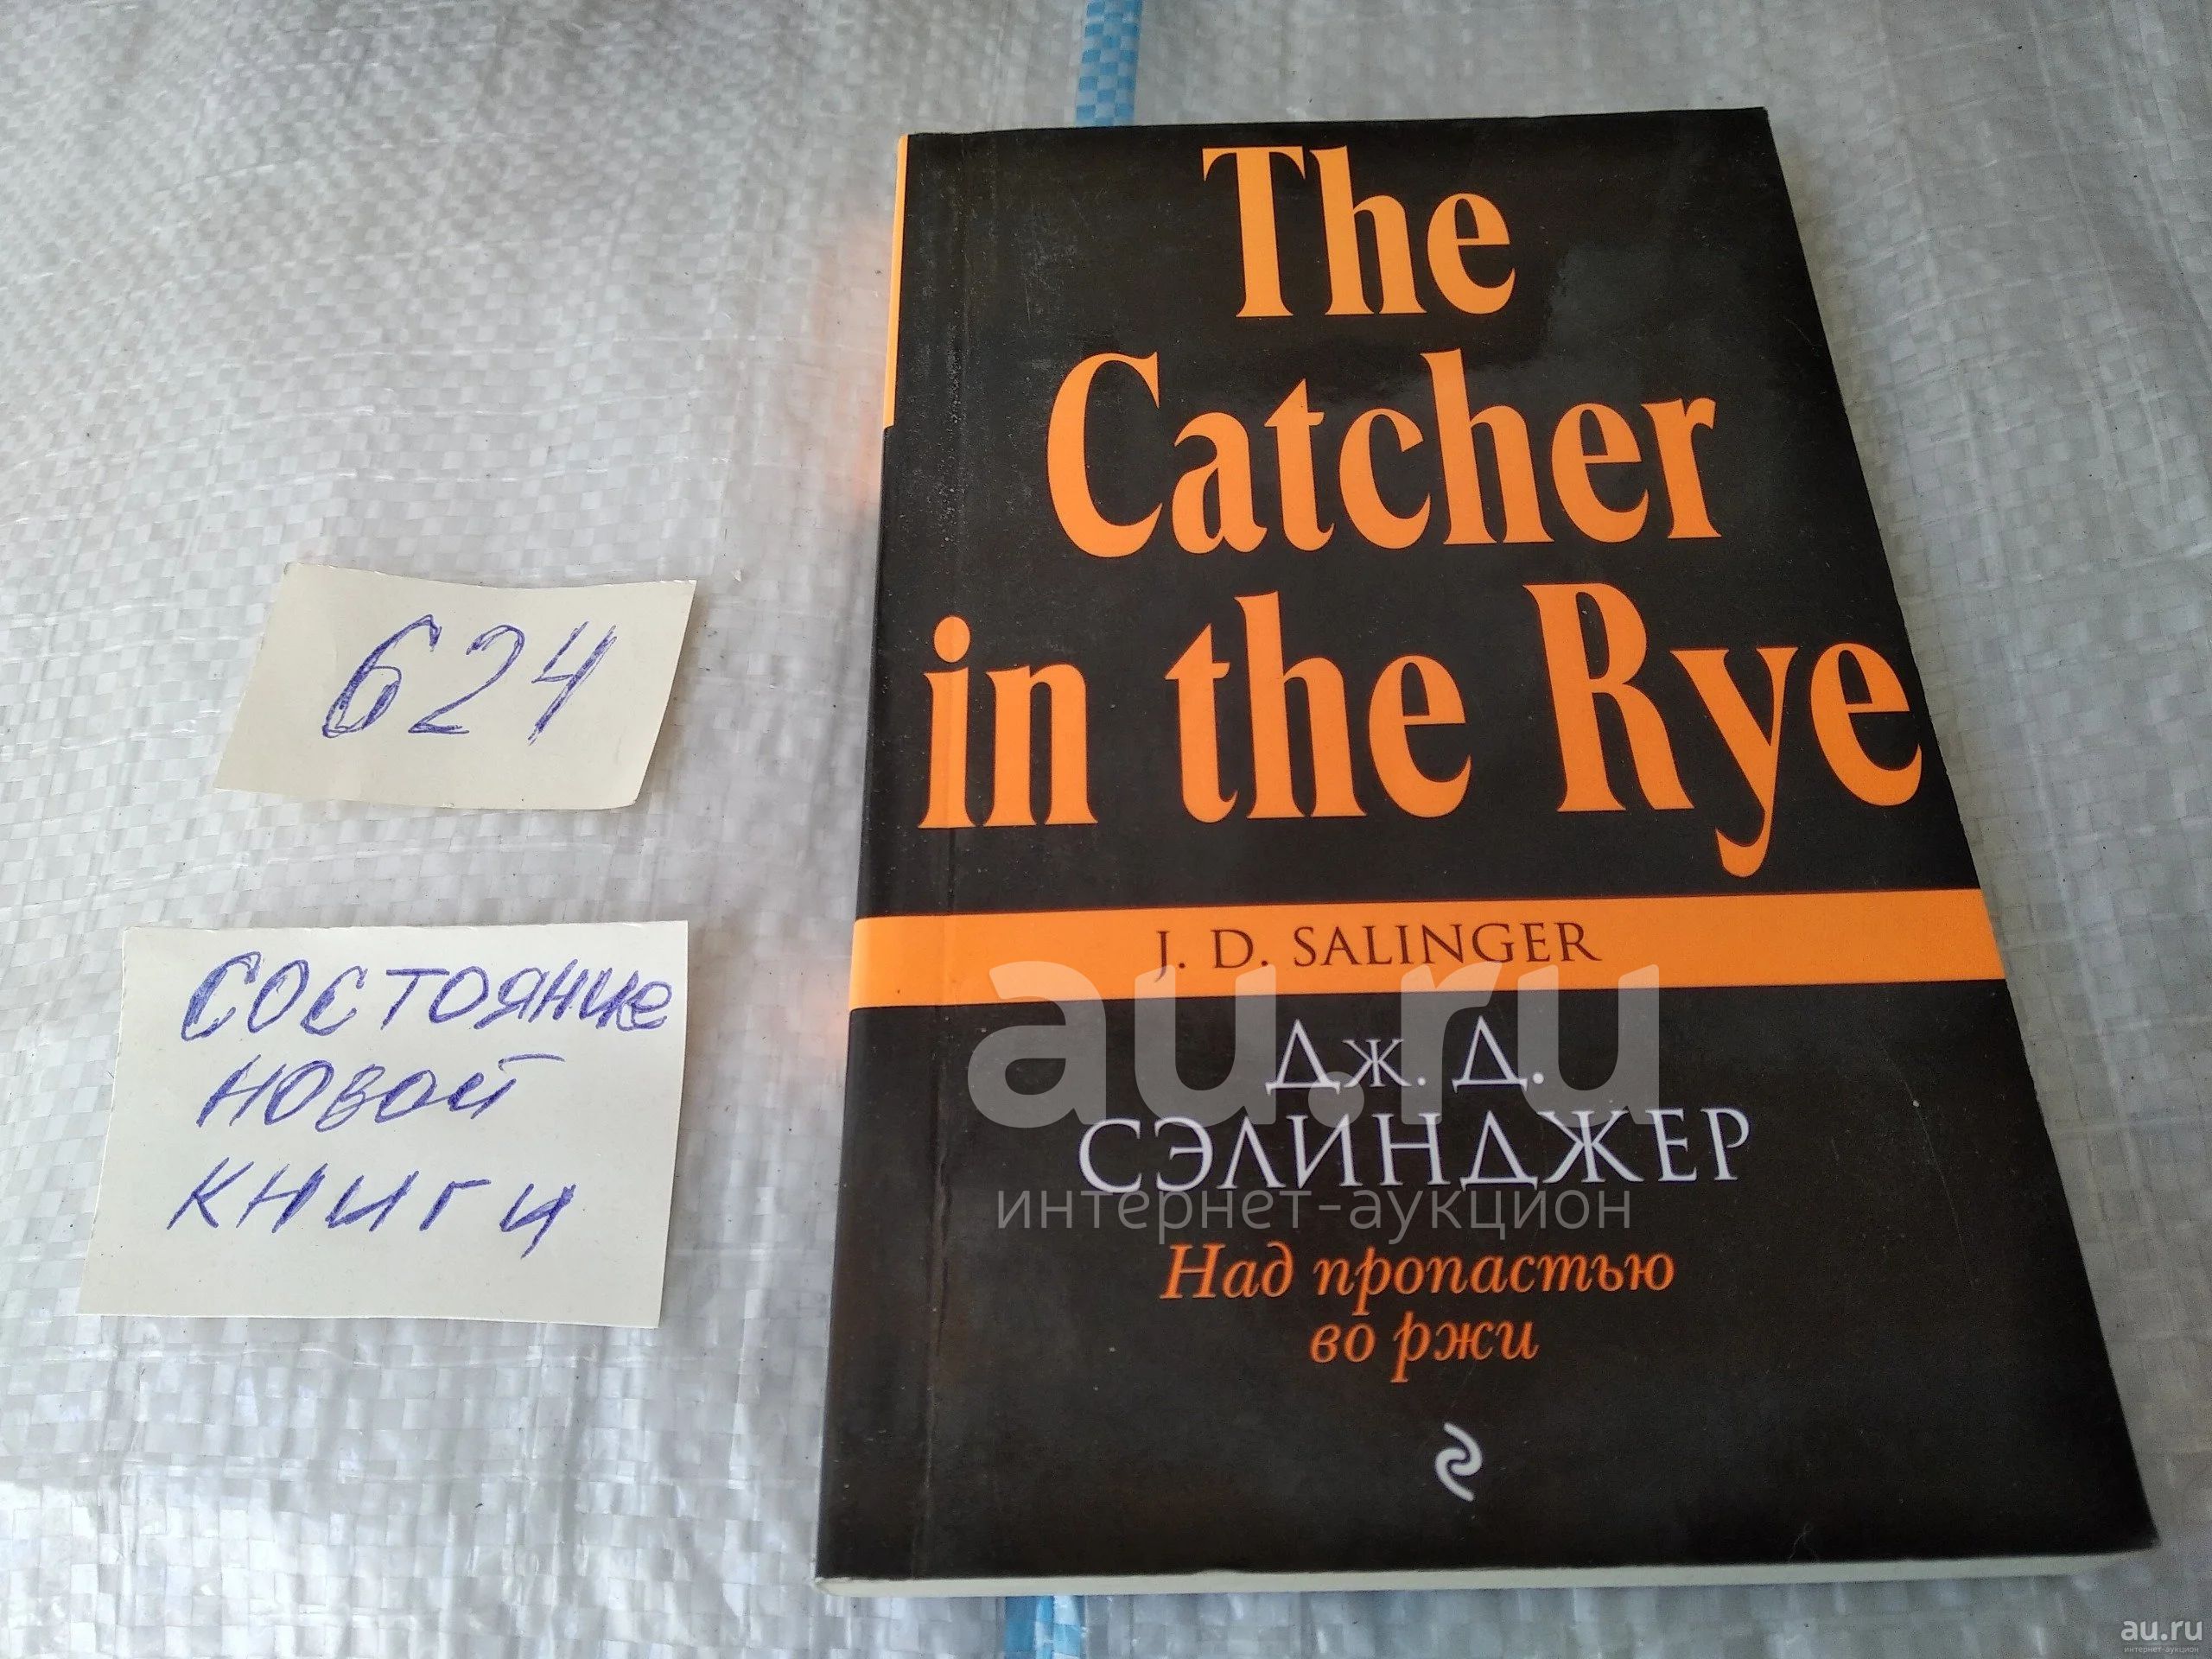 624
состояние
новой
книги
The
Catcher
in the Rye
J. D. SALINGER
Дж. Д.
СЭЛИНДЖЕР
Над пропастью
во ржи
au.ru
интернет-аукцион
au.ru
интернет-аукцион